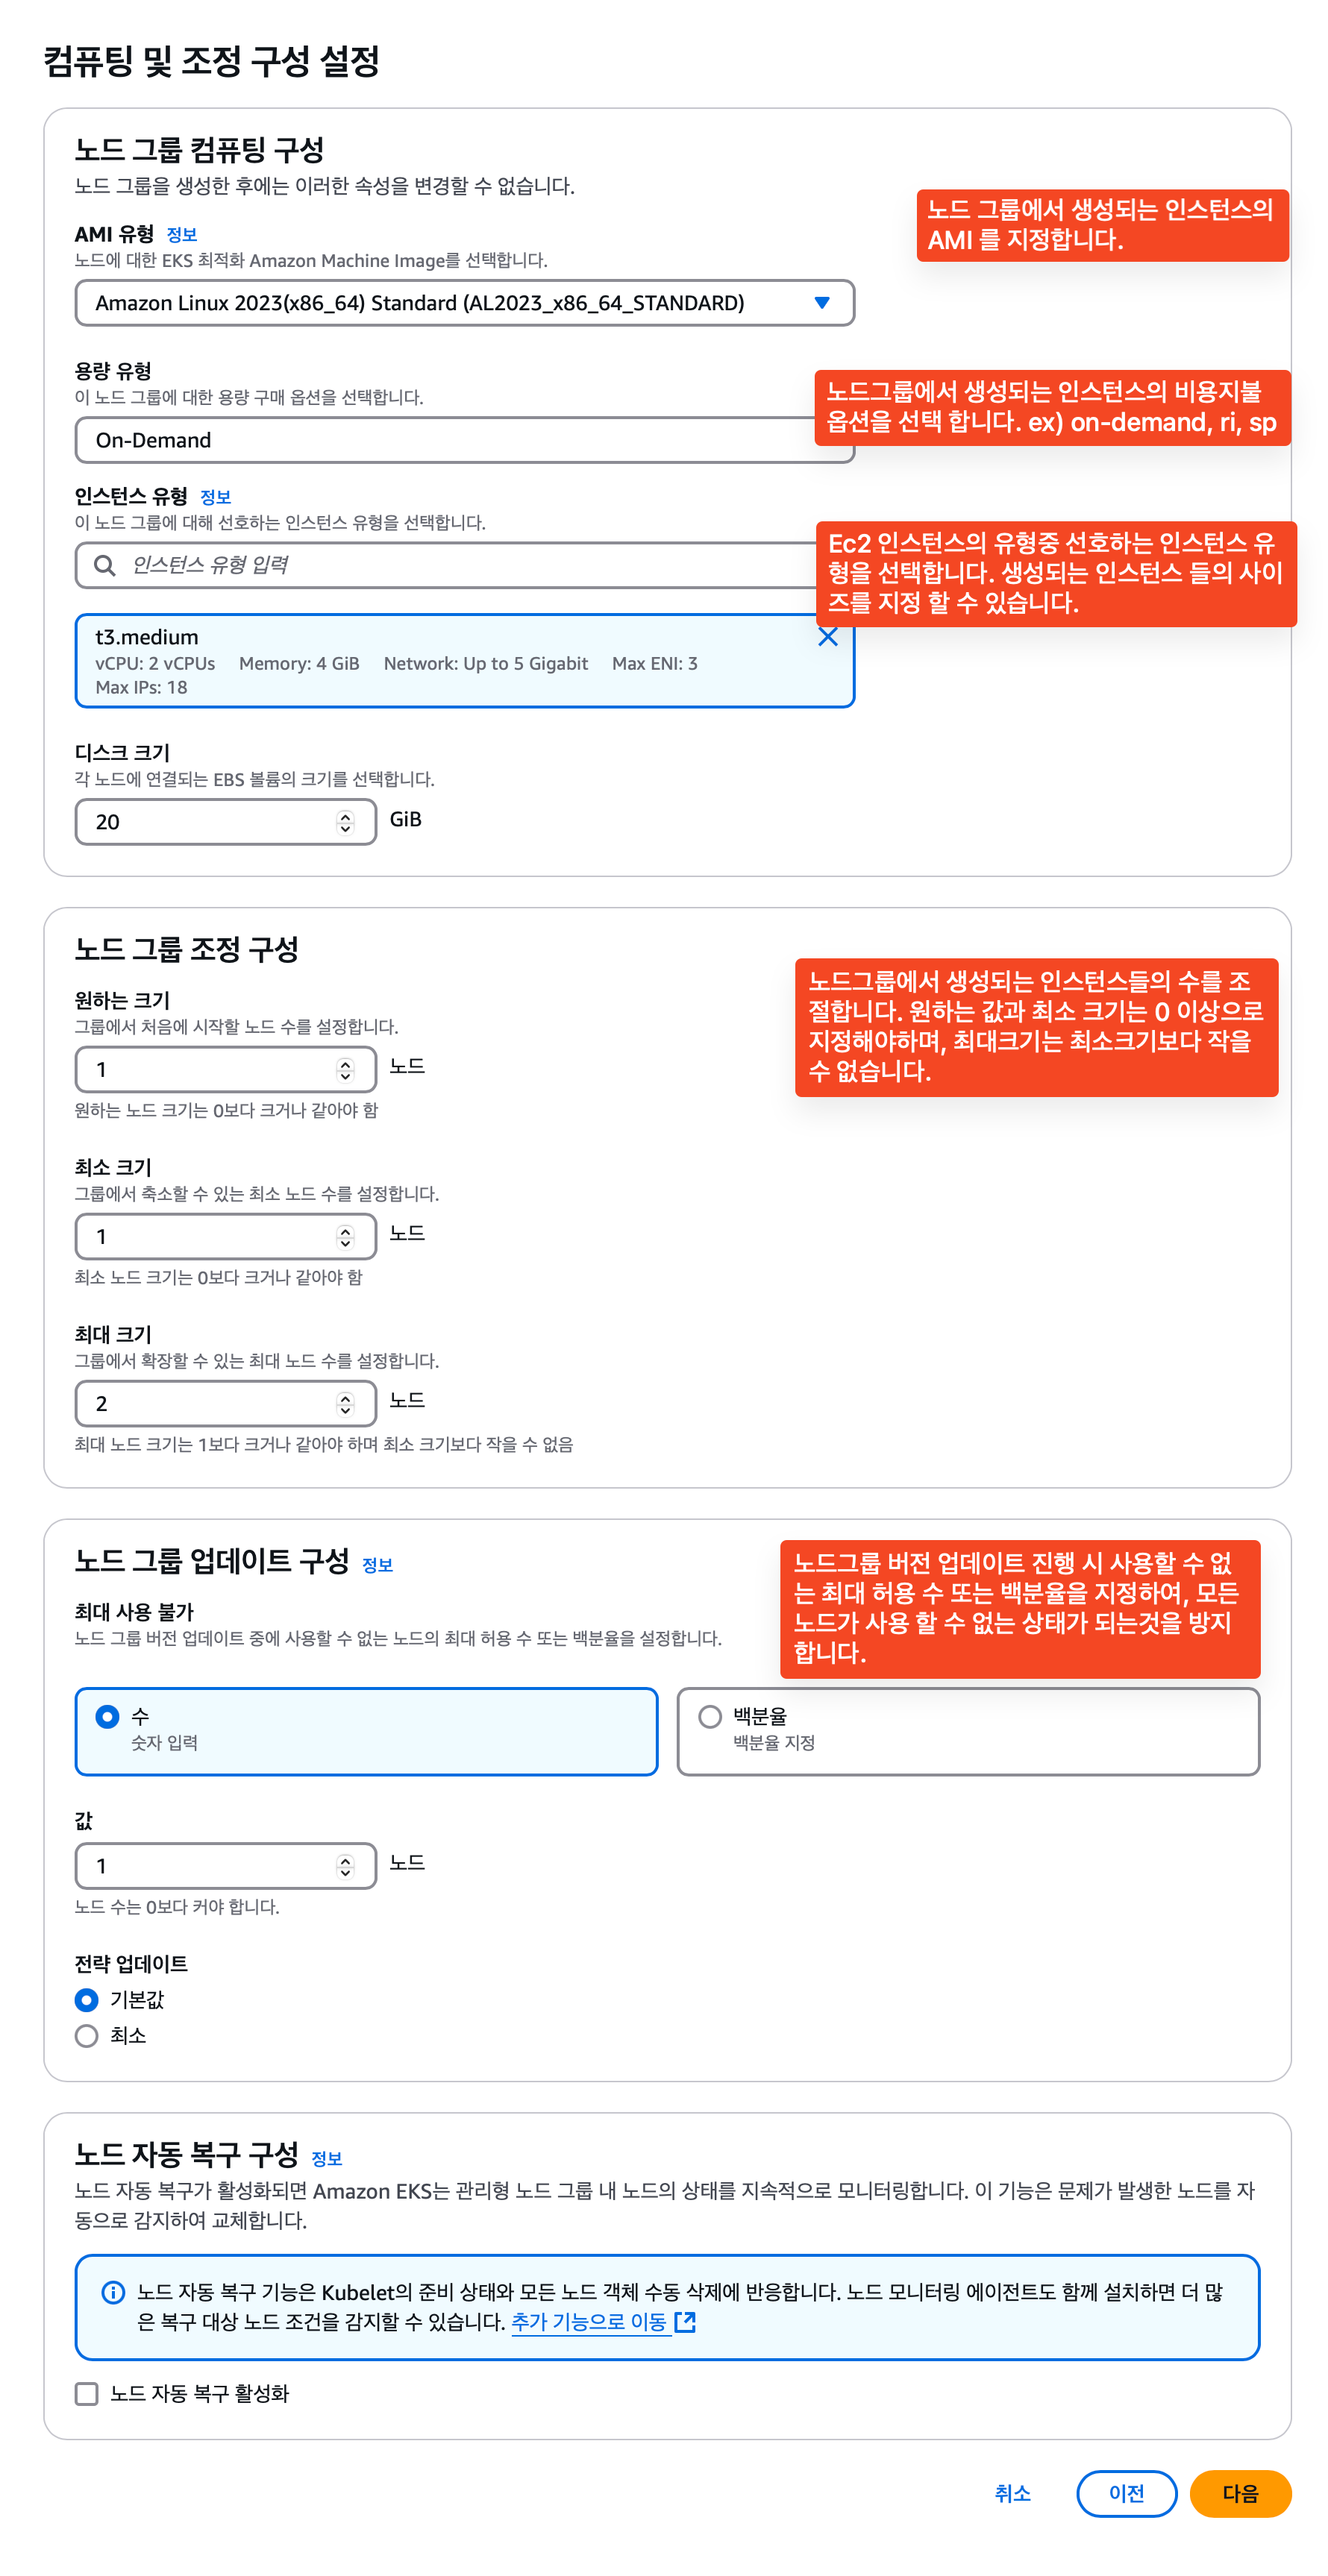 컴퓨팅 및 조정 구성 설정
노드 그룹 컴퓨팅 구성
노드 그룹을 생성한 후에는 이러한 속성을 변경할 수 없습니다.
노드 그룹에서 생성되는 인스턴스의
AMI 를 지정합니다.
AMI 유형 정보
노드에 대한 EKS 최적화 Amazon Machine Image를 선택합니다.
Amazon Linux 2023(x86_64) Standard (AL2023_x86_64_STANDARD)
용량 유형
이 노드 그룹에 대한 용량 구매 옵션을 선택합니다.
On-Demand
노드그룹에서 생성되는 인스턴스의 비용지불
옵션을 선택 합니다. ex) on-demand, ri, sp
인스턴스 유형 정보
이 노드 그룹에 대해 선호하는 인스턴스 유형을 선택합니다.
인스턴스 유형 입력
Ec2 인스턴스의 유형중 선호하는 인스턴스 유
형을 선택합니다. 생성되는 인스턴스 들의 사이
즈를 지정 할 수 있습니다.
t3.medium
vCPU: 2 vCPUs Memory: 4 GiB Network: Up to 5 Gigabit Max ENI: 3
Max IPs: 18
디스크 크기
각 노드에 연결되는 EBS 볼륨의 크기를 선택합니다.
20 GiB
노드 그룹 조정 구성
노드그룹에서 생성되는 인스턴스들의 수를 조
절합니다. 원하는 값과 최소 크기는 0 이상으로
지정해야하며, 최대크기는 최소크기보다 작을
수 없습니다.
원하는 크기
그룹에서 처음에 시작할 노드 수를 설정합니다.
1 노드
원하는 노드 크기는 0보다 크거나 같아야 함
최소 크기
그룹에서 축소할 수 있는 최소 노드 수를 설정합니다.
1 노드
최소 노드 크기는 0보다 크거나 같아야 함
최대 크기
그룹에서 확장할 수 있는 최대 노드 수를 설정합니다.
2 노드
최대 노드 크기는 1보다 크거나 같아야 하며 최소 크기보다 작을 수 없음
노드 그룹 업데이트 구성 정보
노드그룹 버전 업데이트 진행 시 사용할 수 없
는 최대 허용 수 또는 백분율을 지정하여, 모든
노드가 사용 할 수 없는 상태가 되는것을 방지
합니다.
최대 사용 불가
노드 그룹 버전 업데이트 중에 사용할 수 없는 노드의 최대 허용 수 또는 백분율을 설정합니다.
수
숫자 입력
백분율
백분율 지정
값
1 노드
노드 수는 0보다 커야 합니다.
전략 업데이트
기본값
최소
노드 자동 복구 구성 정보
노드 자동 복구가 활성화되면 Amazon EKS는 관리형 노드 그룹 내 노드의 상태를 지속적으로 모니터링합니다. 이 기능은 문제가 발생한 노드를 자
동으로 감지하여 교체합니다.
노드 자동 복구 기능은 Kubelet의 준비 상태와 모든 노드 객체 수동 삭제에 반응합니다. 노드 모니터링 에이전트도 함께 설치하면 더 많
은 복구 대상 노드 조건을 감지할 수 있습니다. 추가 기능으로 이동
노드 자동 복구 활성화
취소 이전 다음